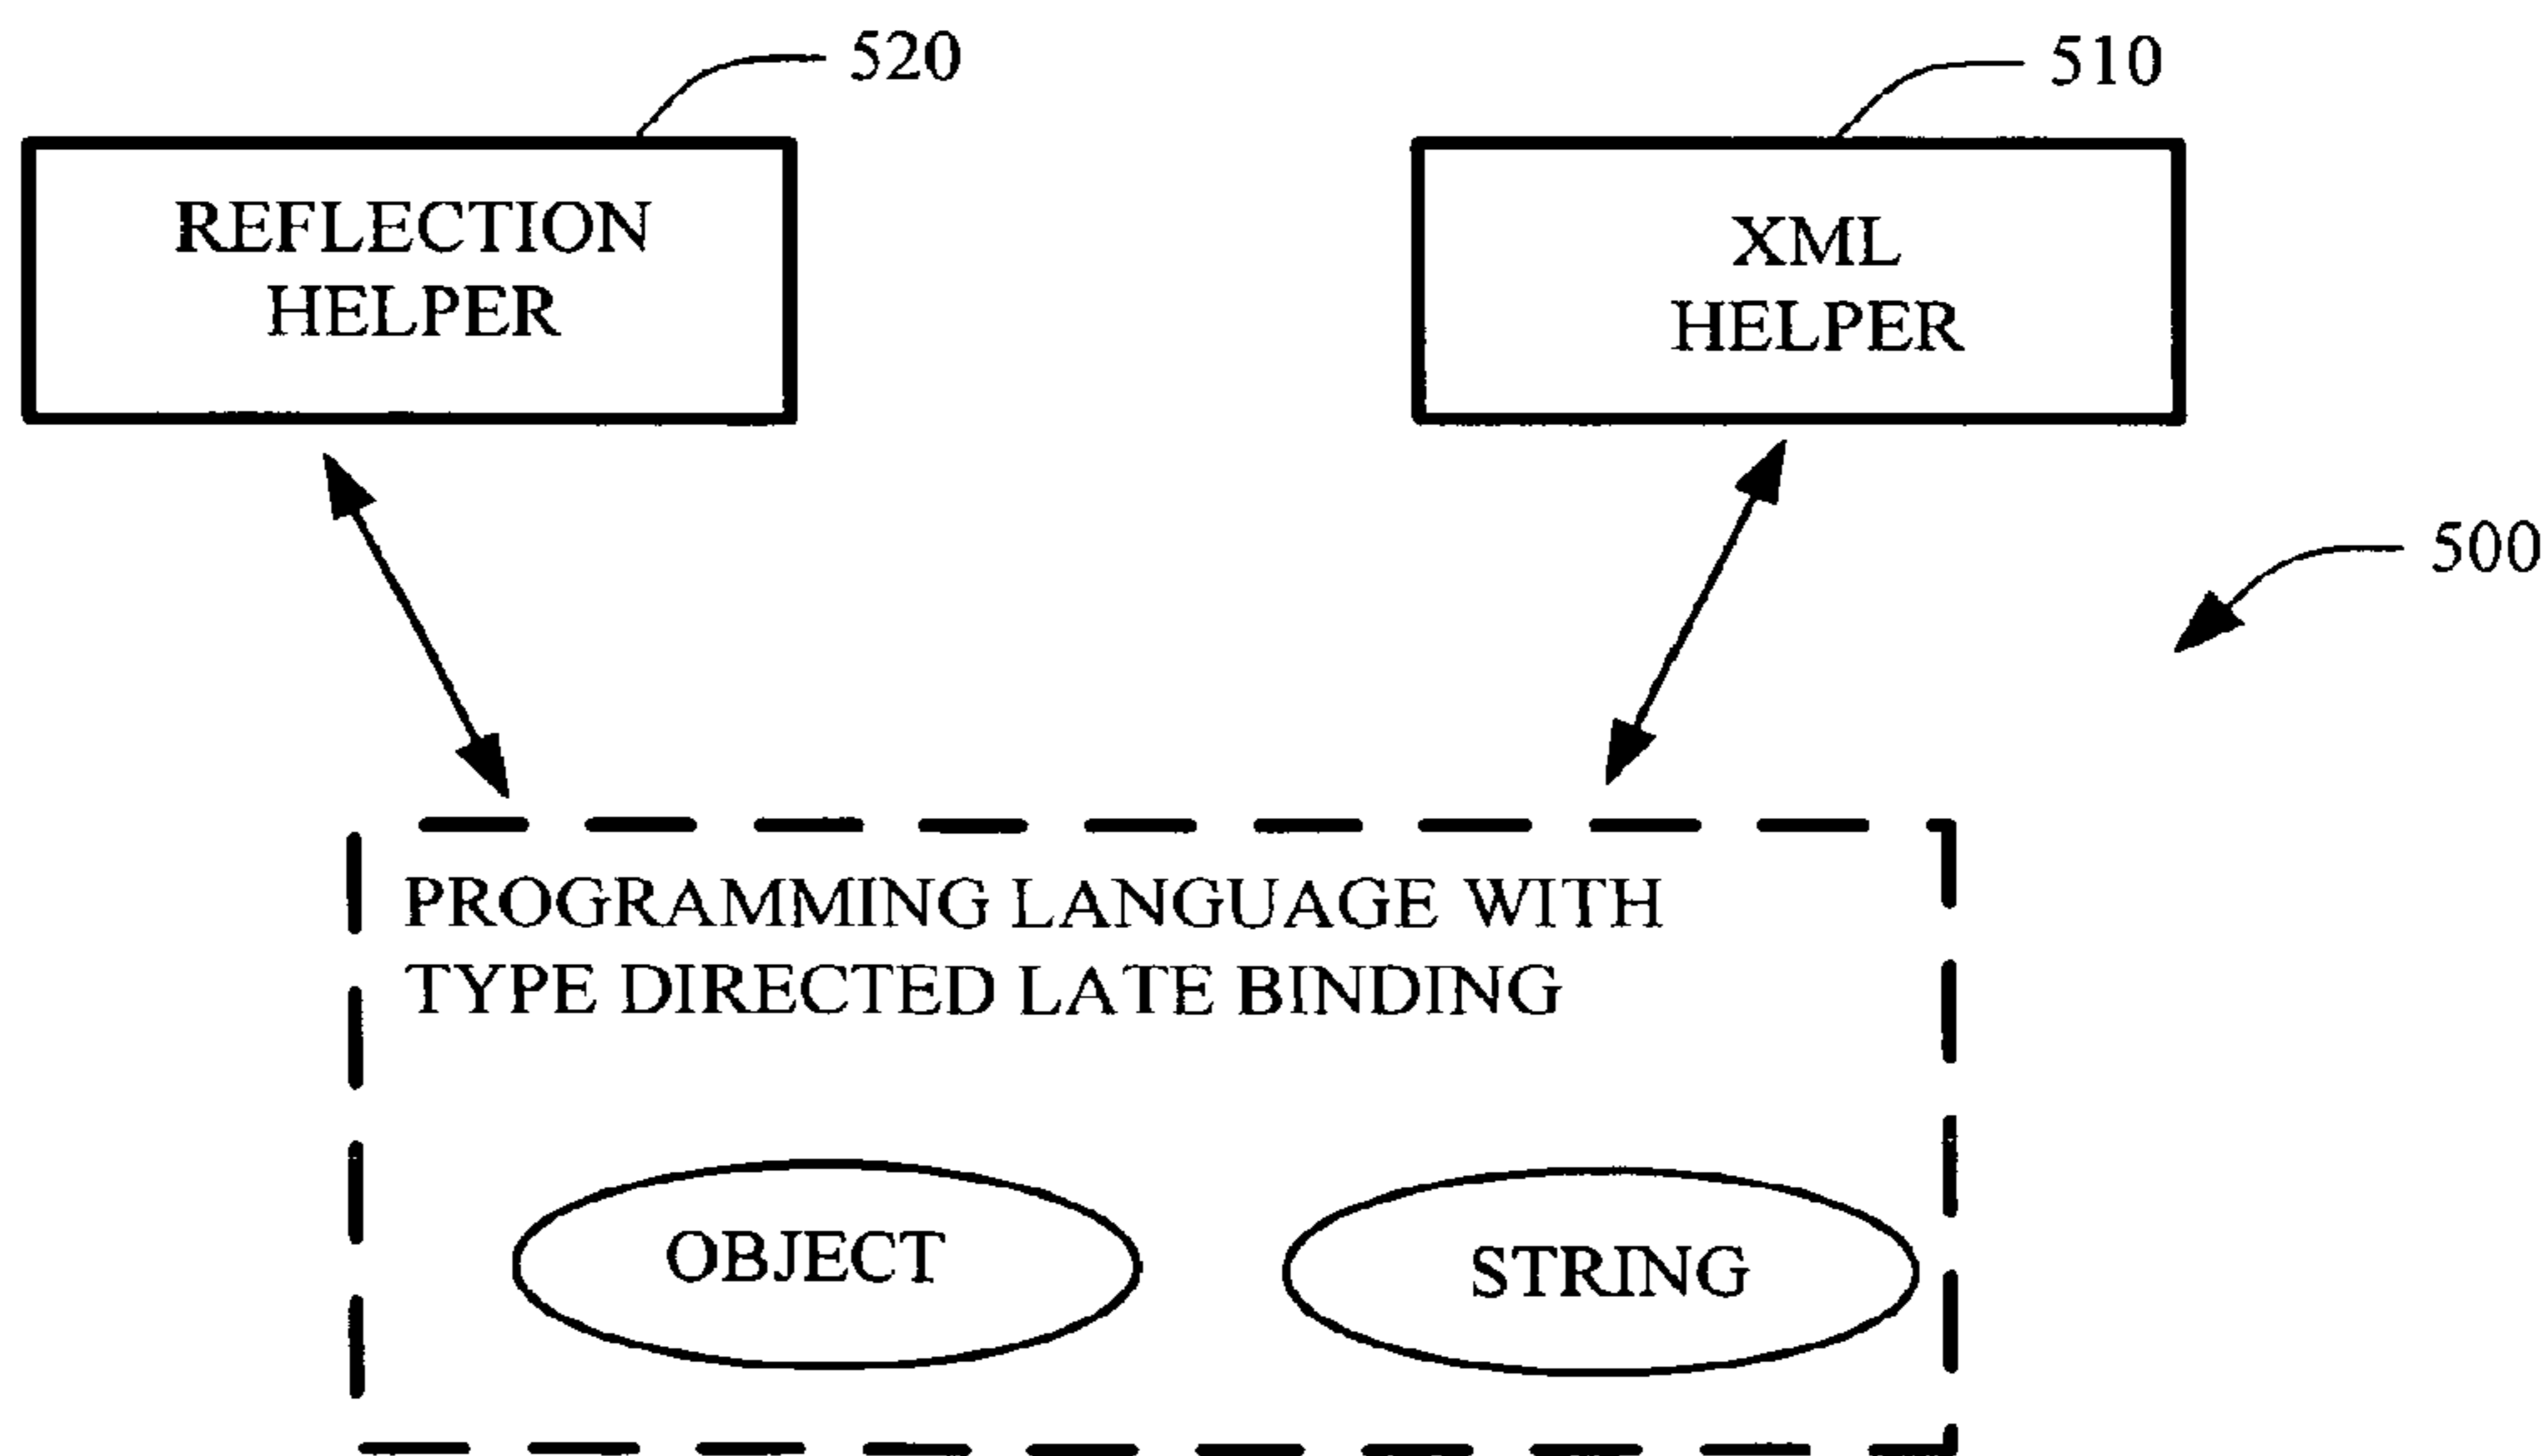 520
510
REFLECTION
HELPER
XML
HELPER
500
PROGRAMMING LANGUAGE WITH
TYPE DIRECTED LATE BINDING
OBJECT
STRING